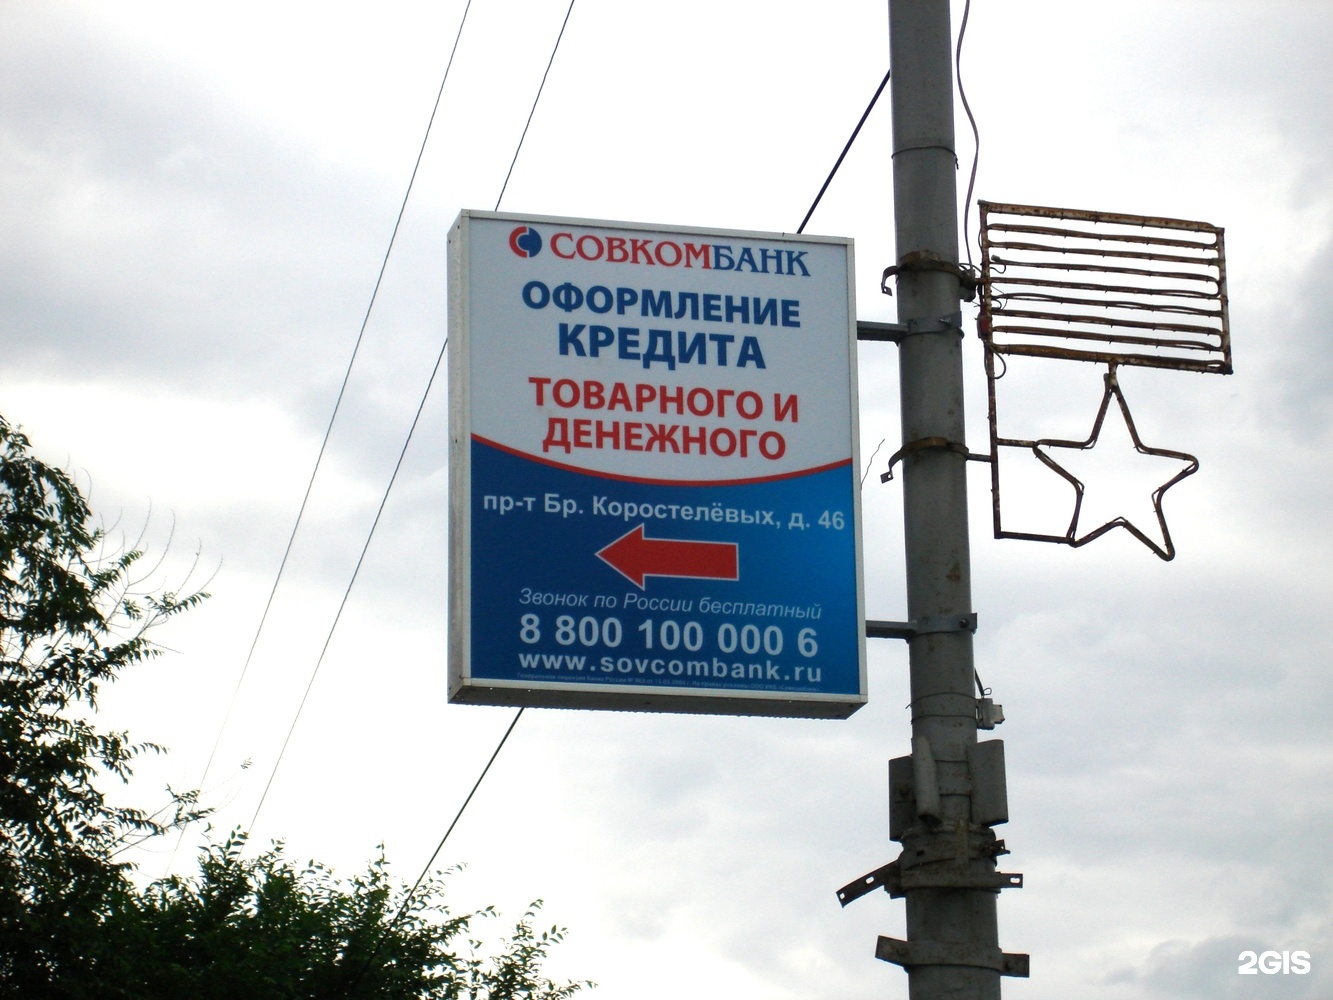 СОВКОМБАНК
ОФОРМЛЕНИЕ
КРЕДИТА
ТОВАРНОГО И
ДЕНЕЖНОГО
пр-т Бр. Коростелёвых, д. 46
Звонок по России бесплатный
8 800 100 000 6
www.sovcombank.ru
2GIS